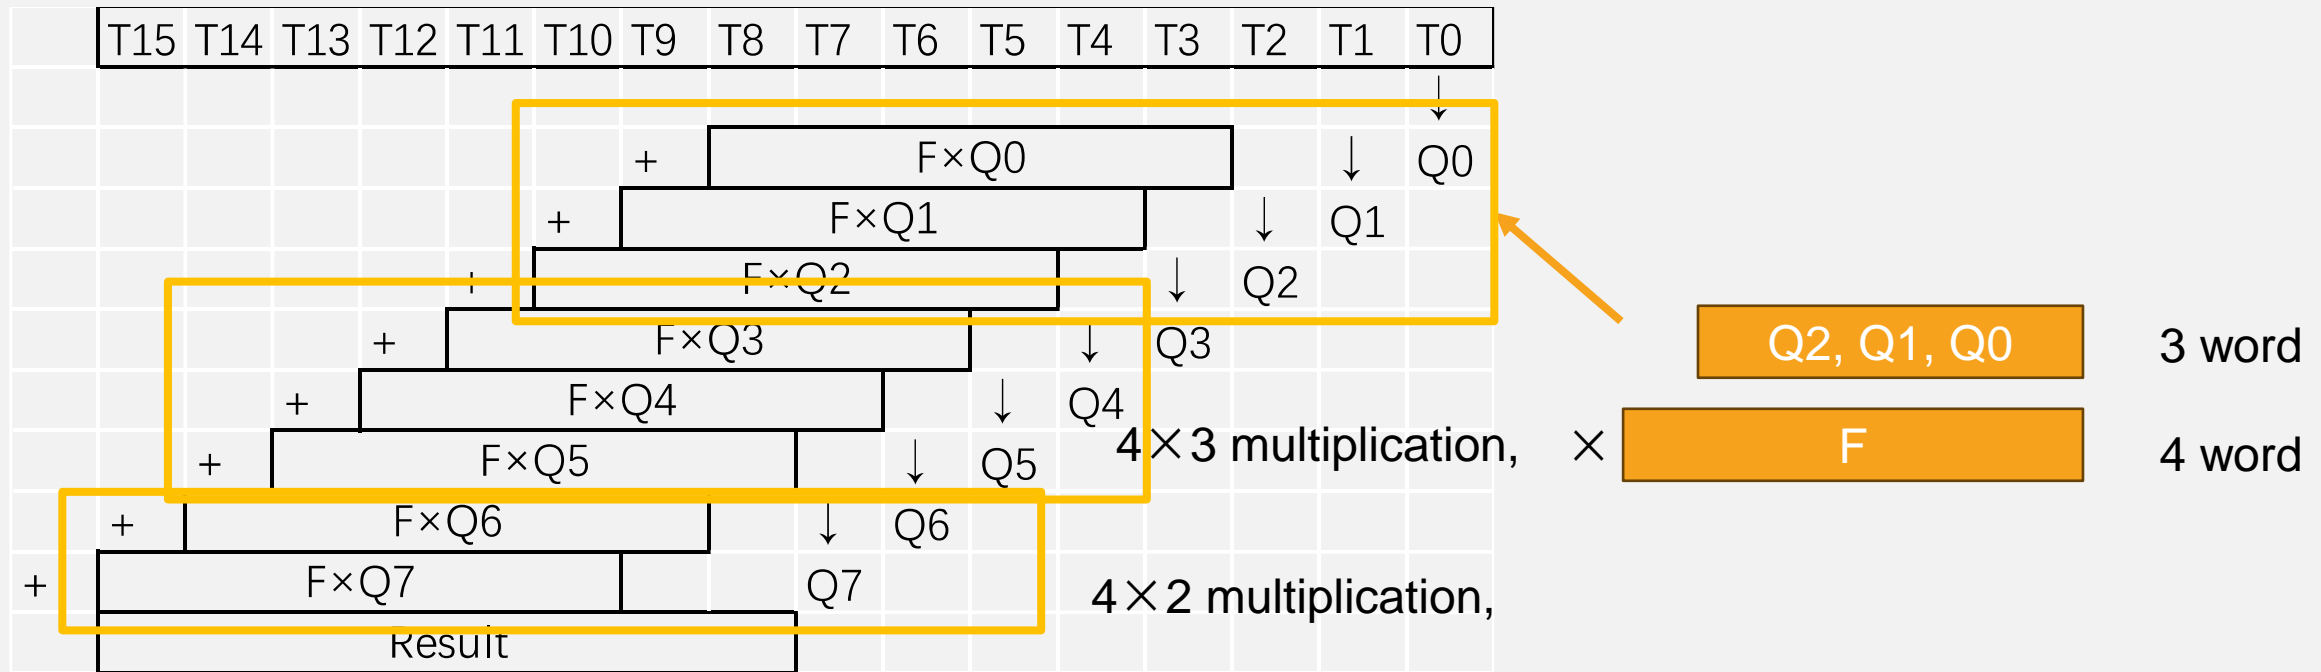 T15 T14 T13 T12 T11 T10 T9 T8 T7 T6 T5 T4 T3 T2 T1 T0
↓
+ F×Q0 ↓ Q0
+ F×Q1 ↓ Q1
+ F×Q2 ↓ Q2
+ F×Q3 ↓ Q3
+ F×Q4 ↓ Q4
+ F×Q5 ↓ Q5
+ F×Q6 ↓ Q6
+ F×Q7 Q7
Result
Q2, Q1, Q0 3 word
4×3 multiplication, × F 4 word
4×2 multiplication,